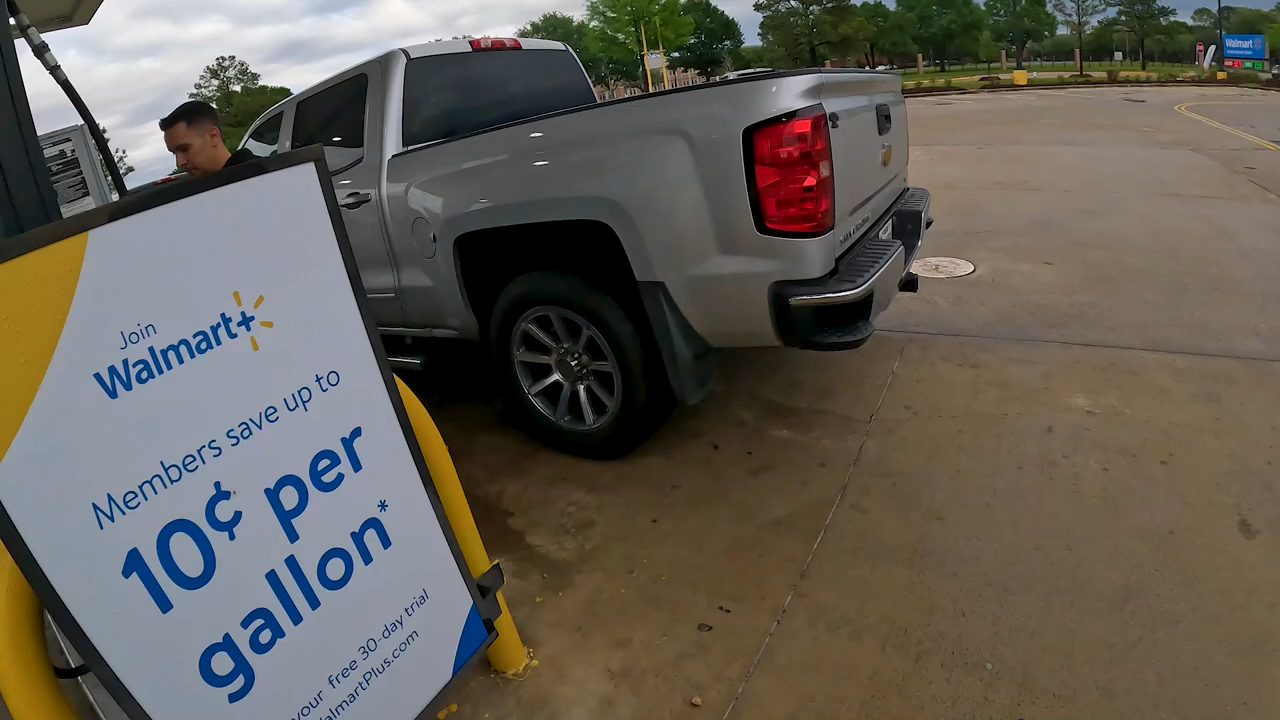 Join
Walmart+
Members save up to
10¢ per
gallon*
your free 30-day trial
WalmartPlus.com
Walmart